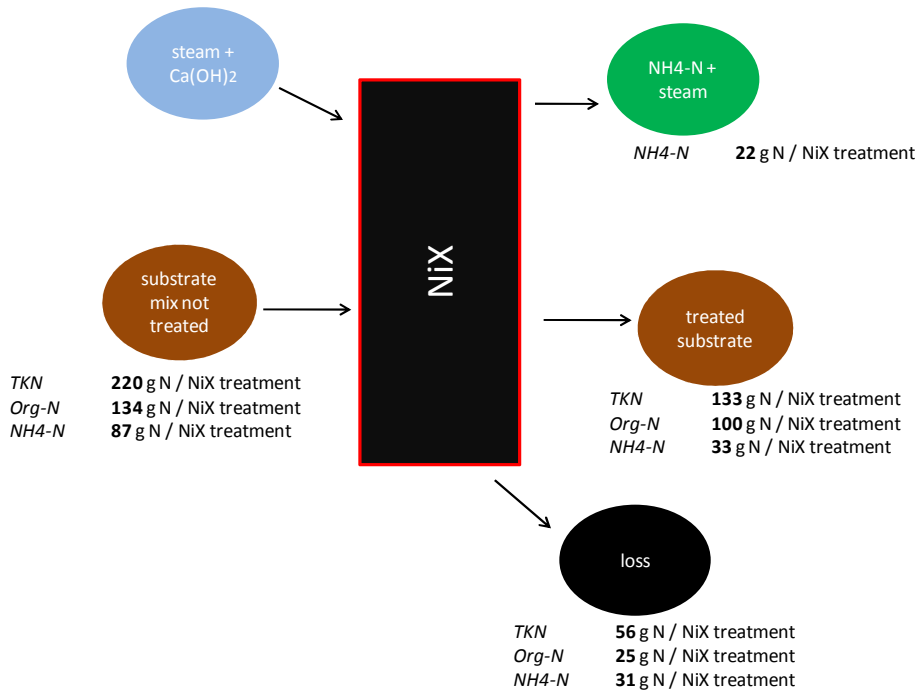 steam +
Ca(OH)2
NH4-N +
steam
NH4-N 22 g N / NiX treatment
NiX
substrate
mix not
treated
TKN 220 g N / NiX treatment
Org-N 134 g N / NiX treatment
NH4-N 87 g N / NiX treatment
treated
substrate
TKN 133 g N / NiX treatment
Org-N 100 g N / NiX treatment
NH4-N 33 g N / NiX treatment
loss
TKN 56 g N / NiX treatment
Org-N 25 g N / NiX treatment
NH4-N 31 g N / NiX treatment